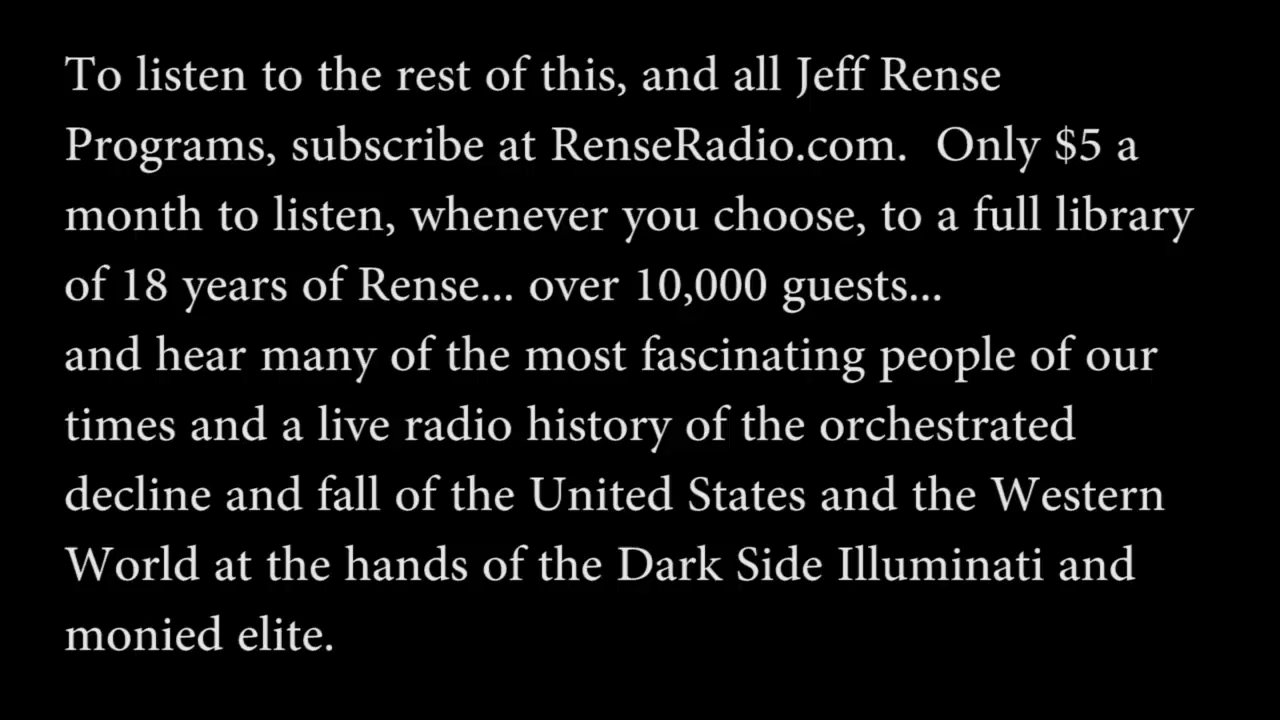 To listen to the rest of this, and all Jeff Rense
Programs, subscribe at RenseRadio.com.  Only $5 a
month to listen, whenever you choose, to a full library
of 18 years of Rense... over 10,000 guests...
and hear many of the most fascinating people of our
times and a live radio history of the orchestrated
decline and fall of the United States and the Western
World at the hands of the Dark Side Illuminati and
monied elite.